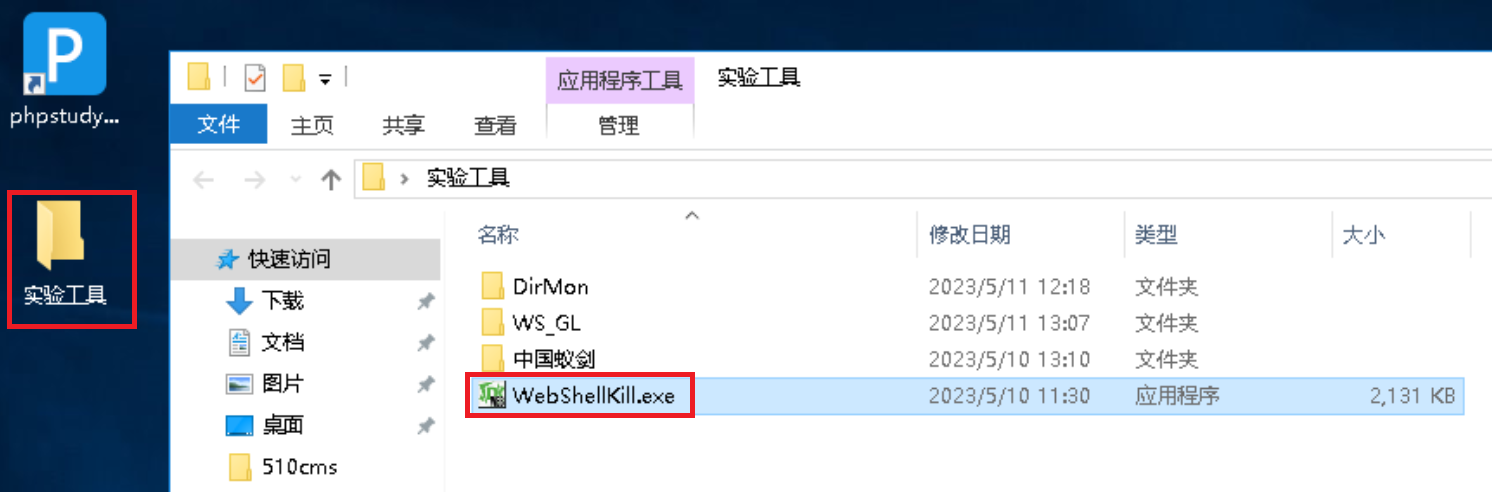 phpstudy...
实验工具
应用程序工具 实验工具
文件 主页 共享 查看 管理
实验工具
快速访问
下载
文档
图片
桌面
510cms
名称 修改日期 类型 大小
DirMon 2023/5/11 12:18 文件夹
WS_GL 2023/5/11 13:07 文件夹
中国蚁剑 2023/5/10 13:10 文件夹
WebShellKill.exe 2023/5/10 11:30 应用程序 2,131 KB